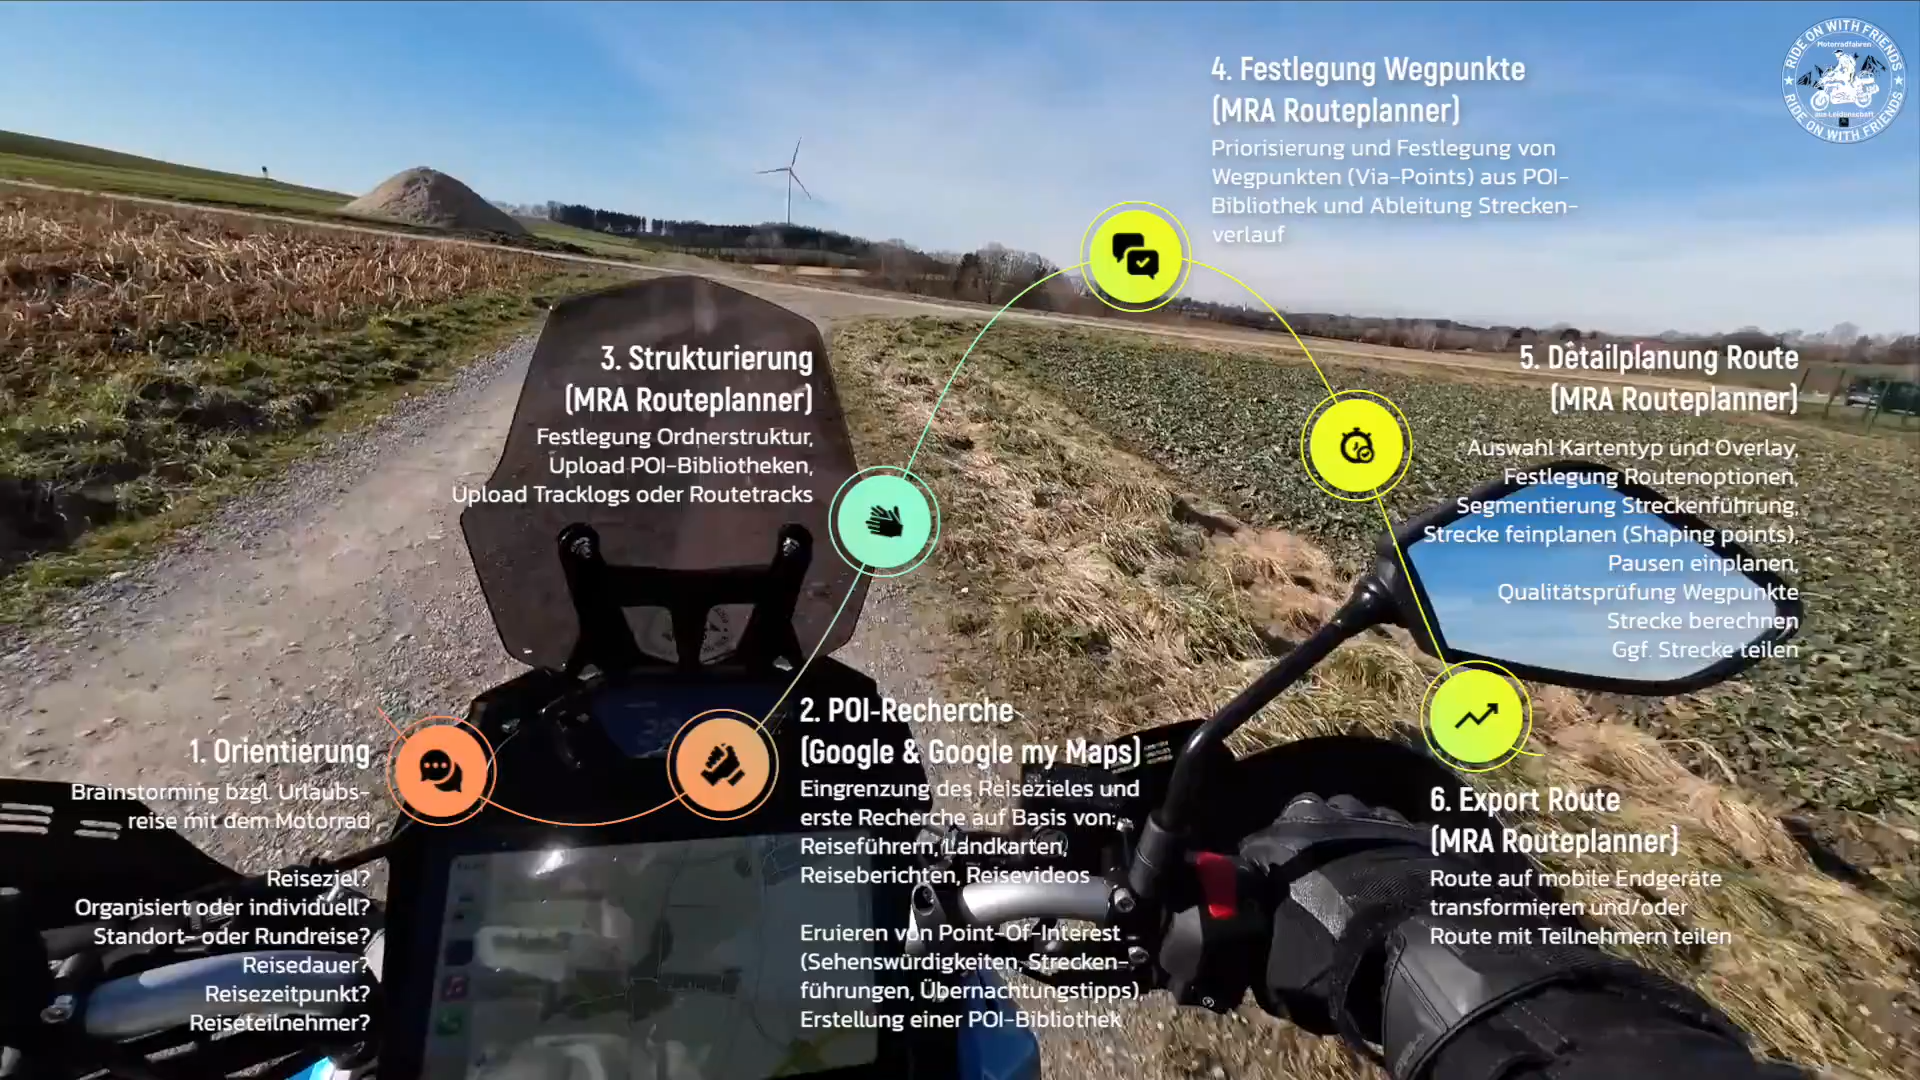 1. Orientierung
Brainstorming bzgl. Urlaubs-
reise mit dem Motorrad
Reiseziel?
Organisiert oder individuell?
Standort- oder Rundreise?
Reisedauer?
Reisezeitpunkt?
Reiseteilnehmer?
2. POI-Recherche
(Google & Google my Maps)
Eingrenzung des Reisezieles und
erste Recherche auf Basis von:
Reiseführern, Landkarten,
Reiseberichten, Reisevideos
Eruieren von Point-Of-Interest
(Sehenswürdigkeiten, Strecken-
führungen, Übernachtungstipps),
Erstellung einer POI-Bibliothek
3. Strukturierung
(MRA Routeplanner)
Festlegung Ordnerstruktur,
Upload POI-Bibliotheken,
Upload Tracklogs oder Routetracks
4. Festlegung Wegpunkte
(MRA Routeplanner)
Priorisierung und Festlegung von
Wegpunkten (Via-Points) aus POI-
Bibliothek und Ableitung Strecken-
verlauf
5. Detailplanung Route
(MRA Routeplanner)
Auswahl Kartentyp und Overlay,
Festlegung Routenoptionen,
Segmentierung Streckenführung,
Strecke feinplanen (Shaping points),
Pausen einplanen,
Qualitätsprüfung Wegpunkte
Strecke berechnen
Ggf. Strecke teilen
6. Export Route
(MRA Routeplanner)
Route auf mobile Endgeräte
transformieren und/oder
Route mit Teilnehmern teilen
RIDE ON WITH FRIENDS
Motorradfahren
aus Leidenschaft
RIDE ON WITH FRIENDS